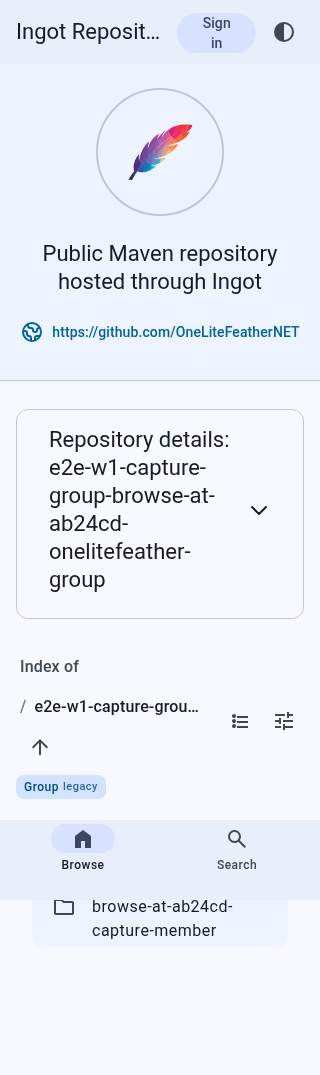 Ingot Reposit…
Sign
in
Public Maven repository
hosted through Ingot
https://github.com/OneLiteFeatherNET
Repository details:
e2e-w1-capture-
group-browse-at-
ab24cd-
onelitefeather-
group
Index of
/ e2e-w1-capture-grou…
Group legacy
Browse
Search
browse-at-ab24cd-
capture-member